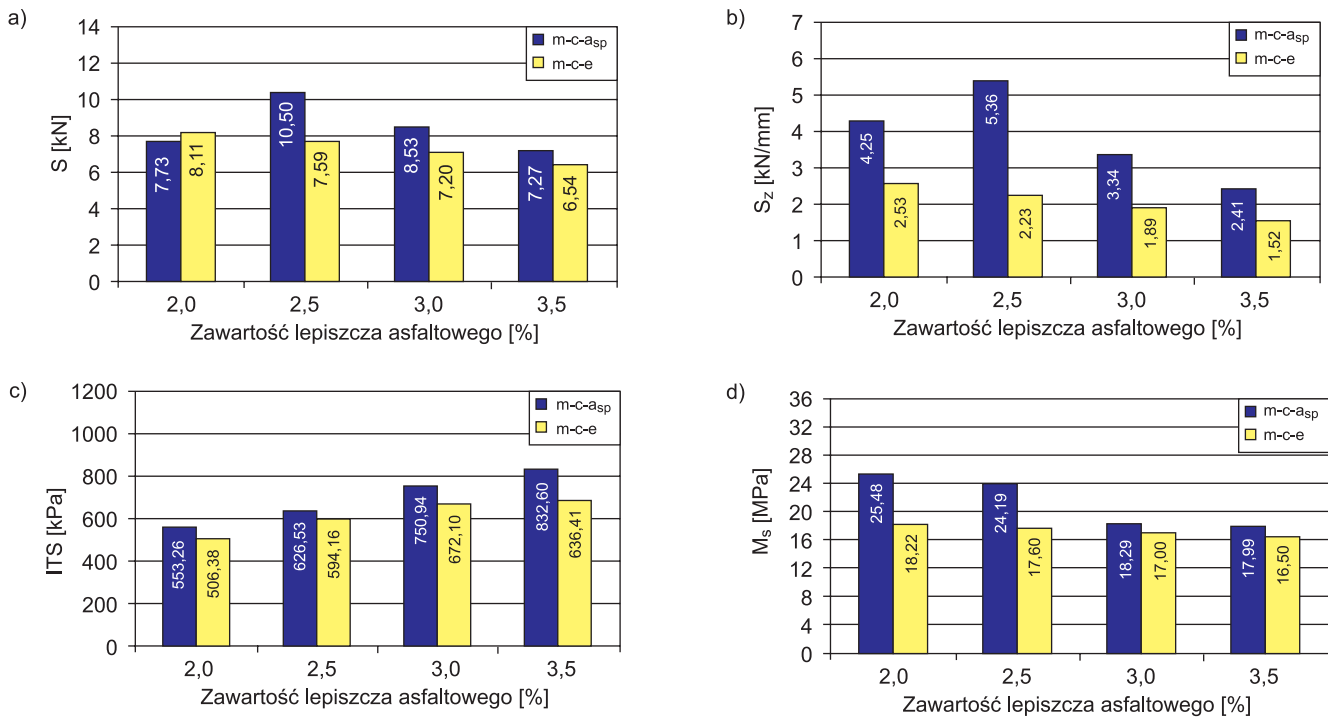 a)
S [kN]
14
12
10
8
6
4
2
0
m-c-asp
m-c-e
7,73
8,11
10,50
7,59
8,53
7,20
7,27
6,54
2,0 2,5 3,0 3,5
Zawartość lepiszcza asfaltowego [%]
b)
Sz [kN/mm]
7
6
5
4
3
2
1
0
m-c-asp
m-c-e
4,25
2,53
5,36
2,23
3,34
1,89
2,41
1,52
2,0 2,5 3,0 3,5
Zawartość lepiszcza asfaltowego [%]
c)
ITS [kPa]
1200
1000
800
600
400
200
0
m-c-asp
m-c-e
553,26
506,38
626,53
594,16
750,94
672,10
832,60
636,41
2,0 2,5 3,0 3,5
Zawartość lepiszcza asfaltowego [%]
d)
Ms [MPa]
36
32
28
24
20
16
12
8
4
0
m-c-asp
m-c-e
25,48
18,22
24,19
17,60
18,29
17,00
17,99
16,50
2,0 2,5 3,0 3,5
Zawartość lepiszcza asfaltowego [%]